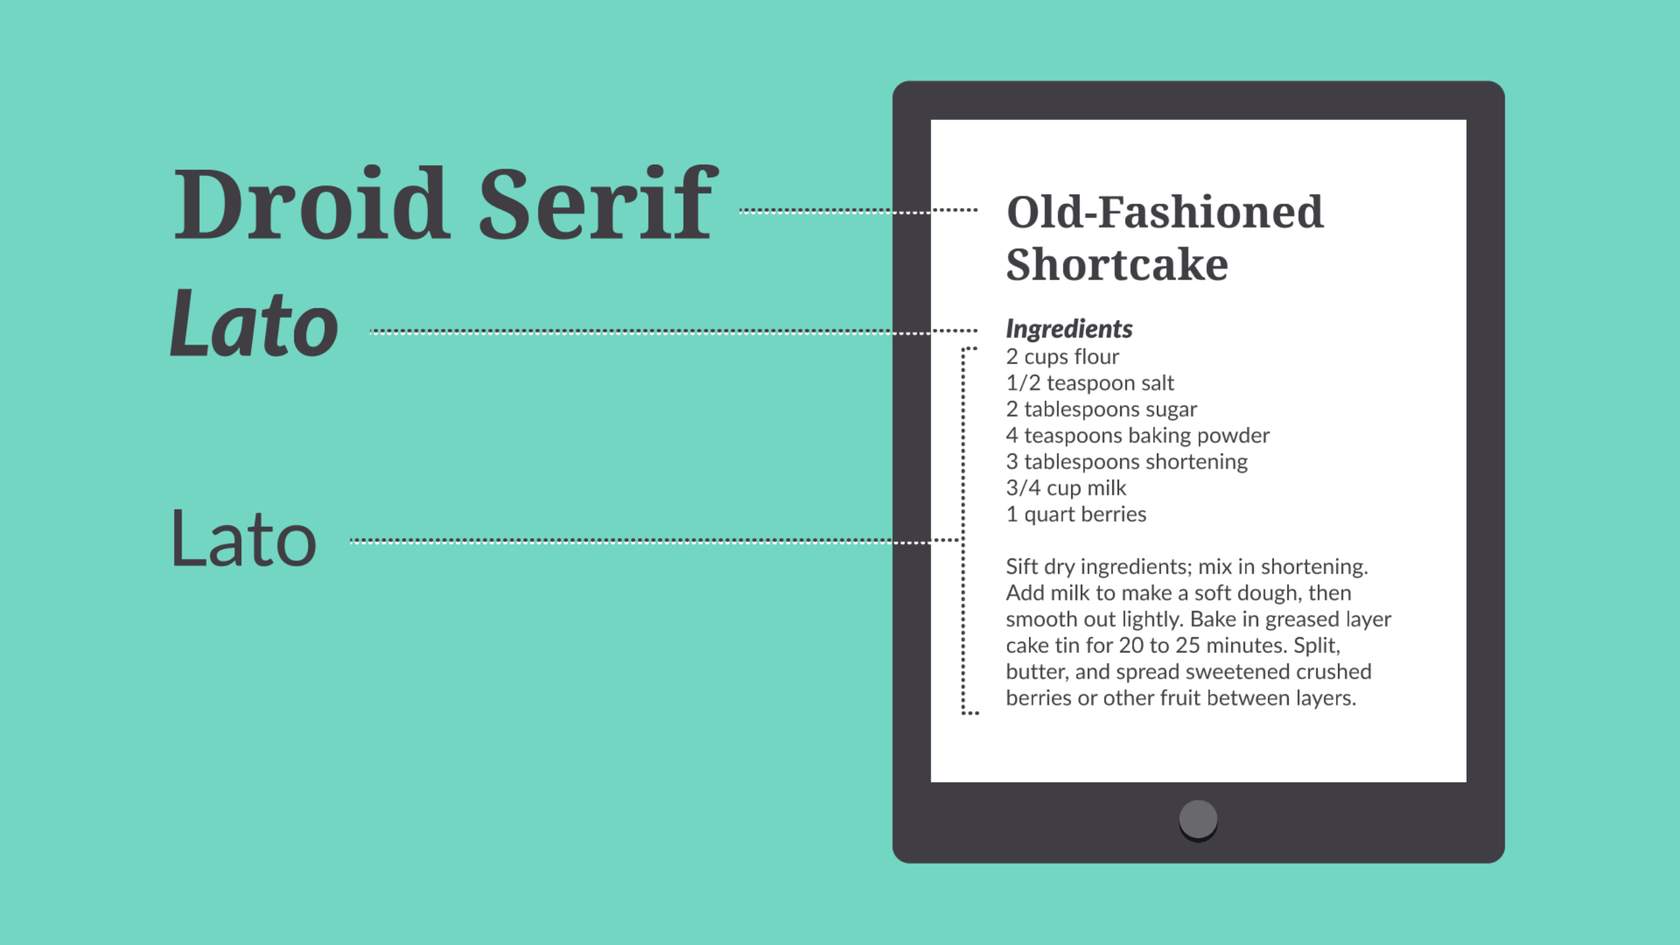 Droid Serif
Lato
Lato
Old-Fashioned
Shortcake
Ingredients
2 cups flour
1/2 teaspoon salt
2 tablespoons sugar
4 teaspoons baking powder
3 tablespoons shortening
3/4 cup milk
1 quart berries
Sift dry ingredients; mix in shortening.
Add milk to make a soft dough, then
smooth out lightly. Bake in greased layer
cake tin for 20 to 25 minutes. Split,
butter, and spread sweetened crushed
berries or other fruit between layers.